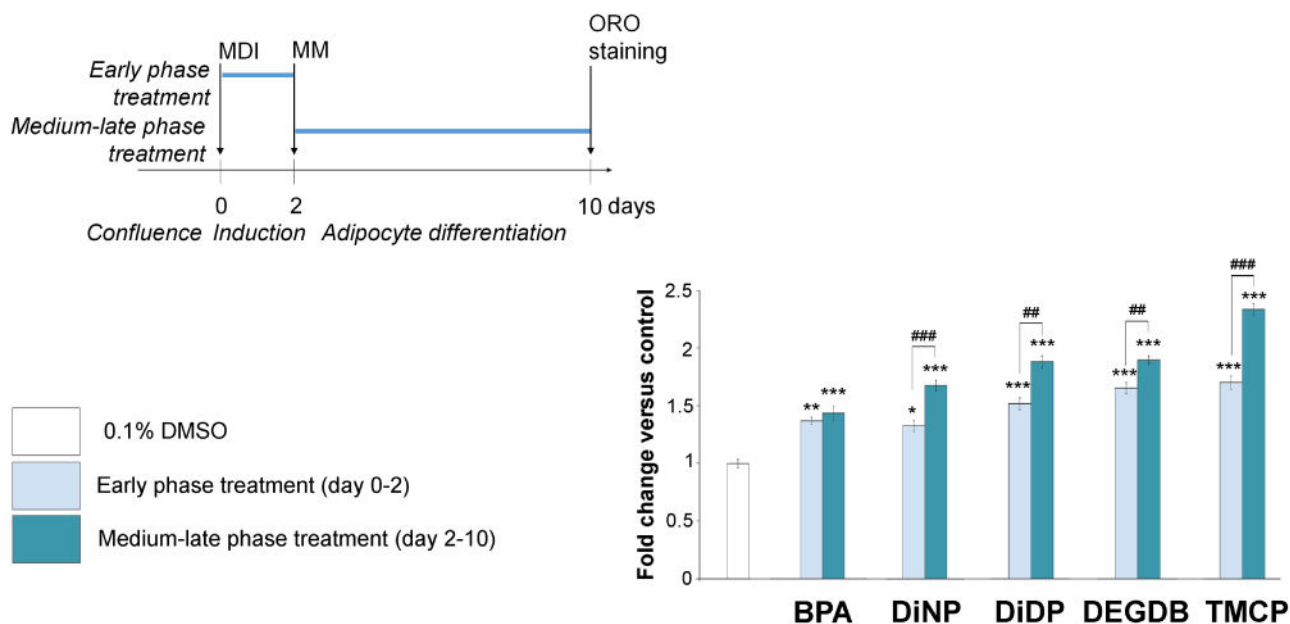 ORO
staining
MDI
MM
Early phase
treatment
Medium-late phase
treatment
0
2
10 days
Confluence Induction Adipocyte differentiation
0.1% DMSO
Early phase treatment (day 0-2)
Medium-late phase treatment (day 2-10)
Fold change versus control
2.5
2
1.5
1
0.5
0
** ***
###
* ***
##
*** ***
##
*** ***
###
*** ***
BPA DiNP DiDP DEGDB TMCP